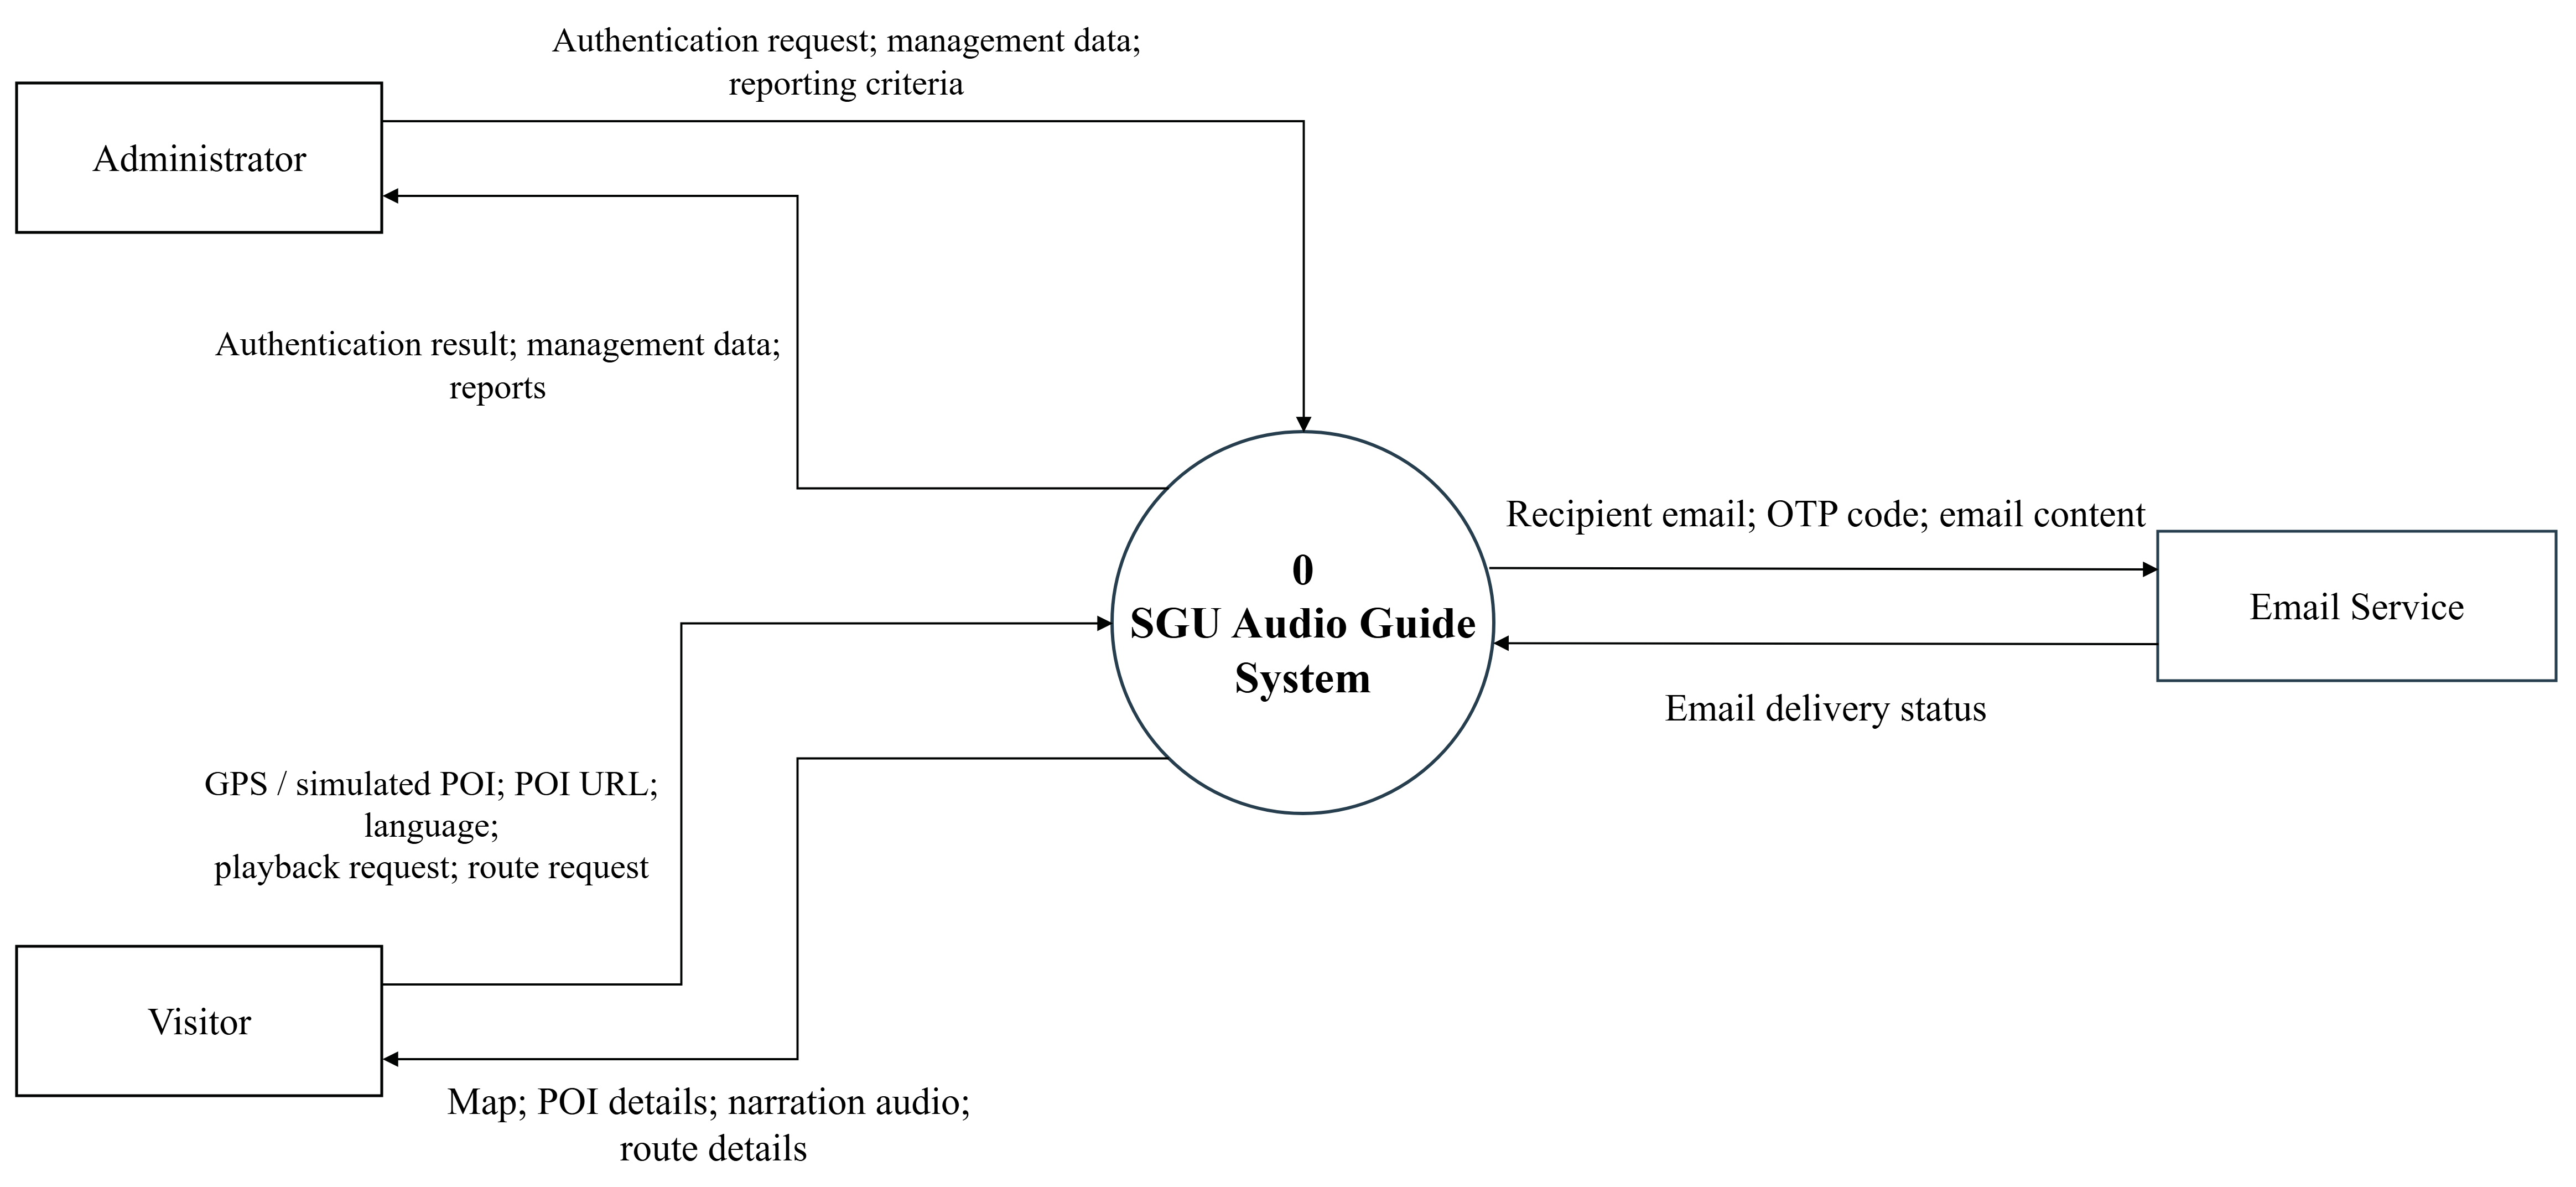 Authentication request; management data;
reporting criteria
Administrator
Authentication result; management data;
reports
Recipient email; OTP code; email content
0
SGU Audio Guide
System
Email Service
Email delivery status
GPS / simulated POI; POI URL;
language;
playback request; route request
Visitor
Map; POI details; narration audio;
route details